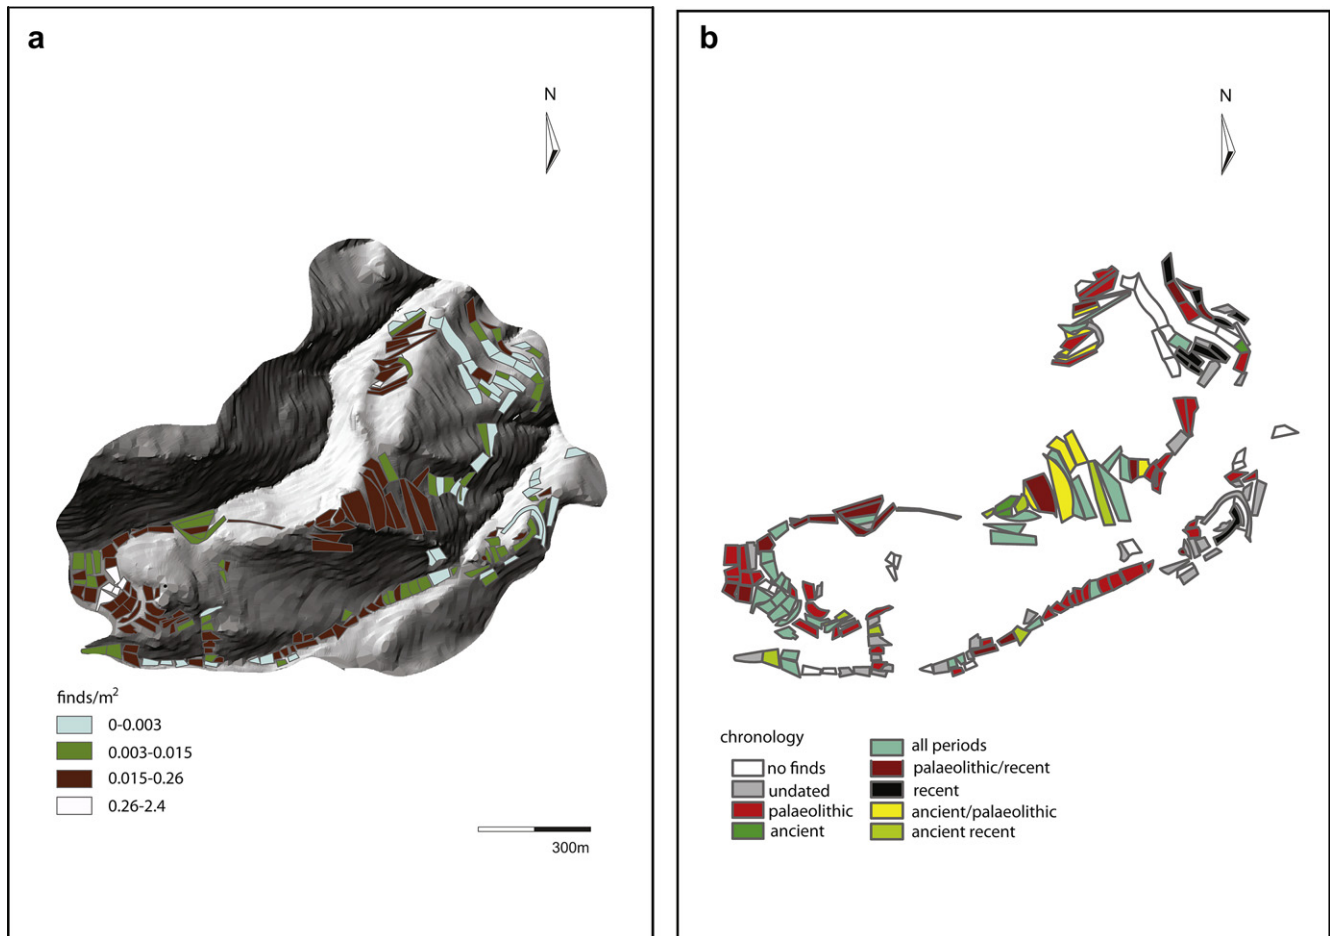 a
N
finds/m²
0-0.003
0.003-0.015
0.015-0.26
0.26-2.4
300m
b
N
chronology
no finds
undated
palaeolithic
ancient
all periods
palaeolithic/recent
recent
ancient/palaeolithic
ancient recent